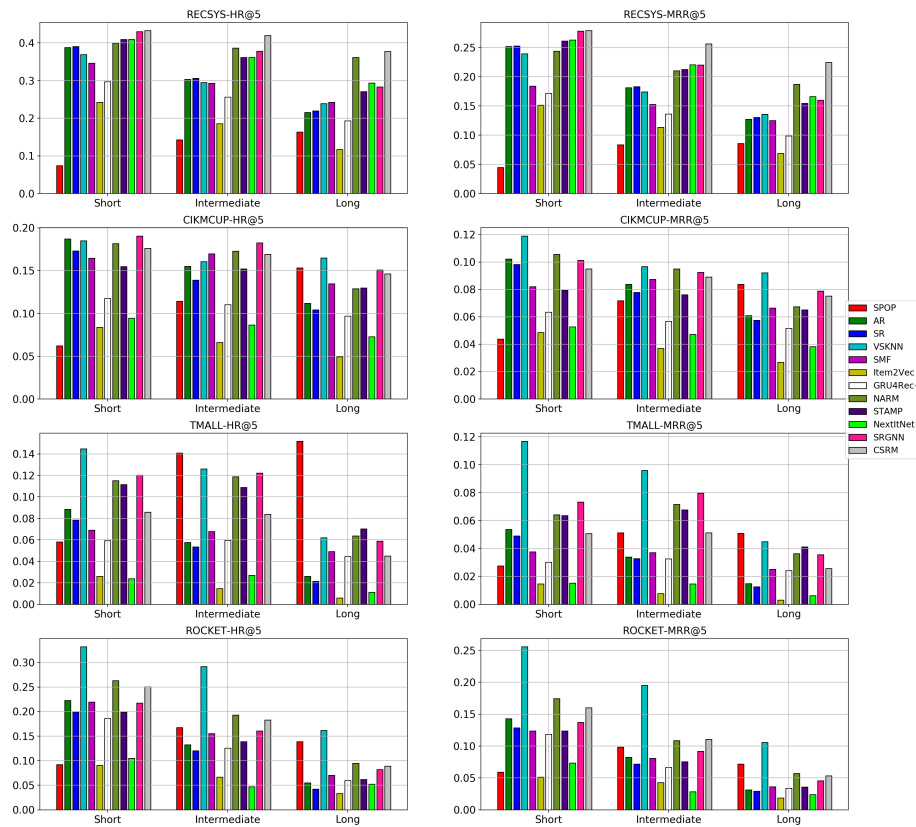 RECSYS-HR@5
0.4
0.3
0.2
0.1
0.0
Short Intermediate Long
RECSYS-MRR@5
0.25
0.20
0.15
0.10
0.05
0.00
Short Intermediate Long
CIKMCUP-HR@5
0.20
0.15
0.10
0.05
0.00
Short Intermediate Long
CIKMCUP-MRR@5
0.12
0.10
0.08
0.06
0.04
0.02
0.00
Short Intermediate Long
SPOP
AR
SR
VSKNN
SMF
Item2Vec
GRU4Rec
NARM
STAMP
NextItNet
SRGNN
CSRM
TMALL-HR@5
0.14
0.12
0.10
0.08
0.06
0.04
0.02
0.00
Short Intermediate Long
TMALL-MRR@5
0.12
0.10
0.08
0.06
0.04
0.02
0.00
Short Intermediate Long
ROCKET-HR@5
0.30
0.25
0.20
0.15
0.10
0.05
0.00
Short Intermediate Long
ROCKET-MRR@5
0.25
0.20
0.15
0.10
0.05
0.00
Short Intermediate Long